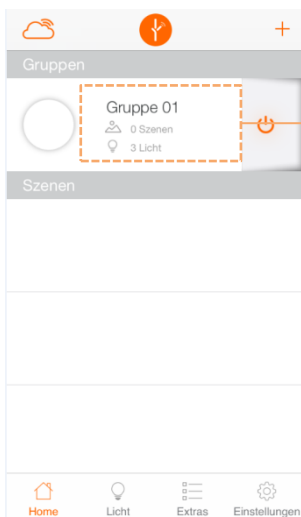 Gruppen
Gruppe 01
0 Szenen
3 Licht
Szenen
Home Licht Extras Einstellungen